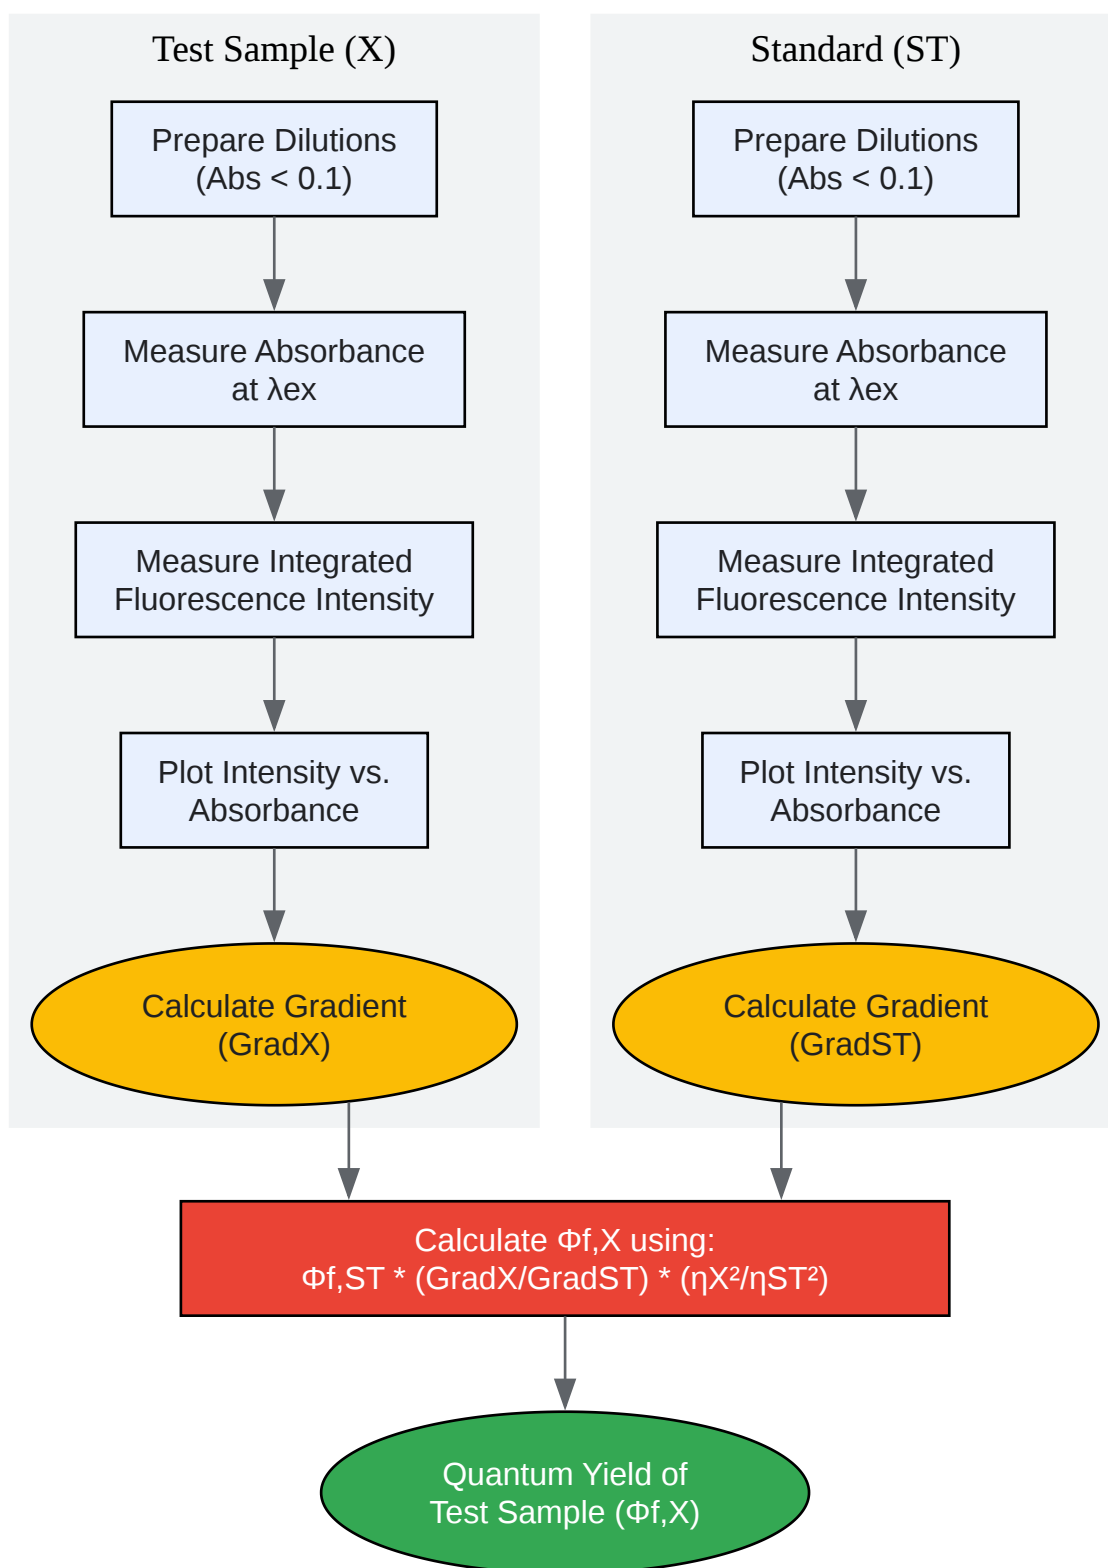 Test Sample (X)
Prepare Dilutions
(Abs < 0.1)
Measure Absorbance
at λex
Measure Integrated
Fluorescence Intensity
Plot Intensity vs.
Absorbance
Calculate Gradient
(GradX)
Standard (ST)
Prepare Dilutions
(Abs < 0.1)
Measure Absorbance
at λex
Measure Integrated
Fluorescence Intensity
Plot Intensity vs.
Absorbance
Calculate Gradient
(GradST)
Calculate Φf,X using:
Φf,ST * (GradX/GradST) * (ηX²/ηST²)
Quantum Yield of
Test Sample (Φf,X)